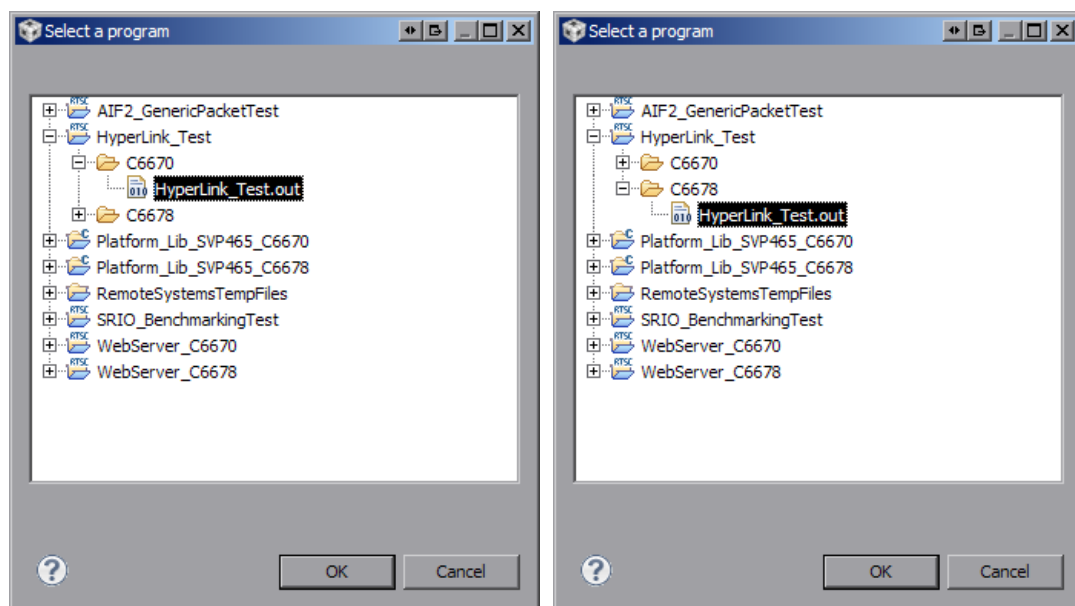 Select a program
AIF2_GenericPacketTest
HyperLink_Test
C6670
HyperLink_Test.out
C6678
Platform_Lib_SVP465_C6670
Platform_Lib_SVP465_C6678
RemoteSystemsTempFiles
SRIO_BenchmarkingTest
WebServer_C6670
WebServer_C6678
OK Cancel
Select a program
AIF2_GenericPacketTest
HyperLink_Test
C6670
C6678
HyperLink_Test.out
Platform_Lib_SVP465_C6670
Platform_Lib_SVP465_C6678
RemoteSystemsTempFiles
SRIO_BenchmarkingTest
WebServer_C6670
WebServer_C6678
OK Cancel